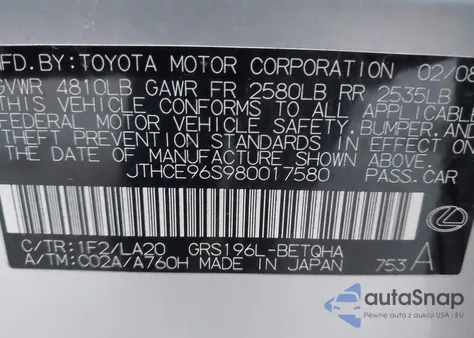 MFD.BY: TOYOTA MOTOR CORPORATION 02/08
GVWR 4810LB GAWR FR 2580LB RR 2535LB
THIS VEHICLE CONFORMS TO ALL APPLICABLE
FEDERAL MOTOR VEHICLE SAFETY, BUMPER, AND
THEFT PREVENTION STANDARDS IN EFFECT ON
THE DATE OF MANUFACTURE SHOWN ABOVE.
JTHCE96S980017580 PASS.CAR
C/TR: 1F2/LA20 GRS196L-BETQHA
A/TM: C02A/A760H MADE IN JAPAN 753 A
autoSnap
Pewne auta z USA i EU